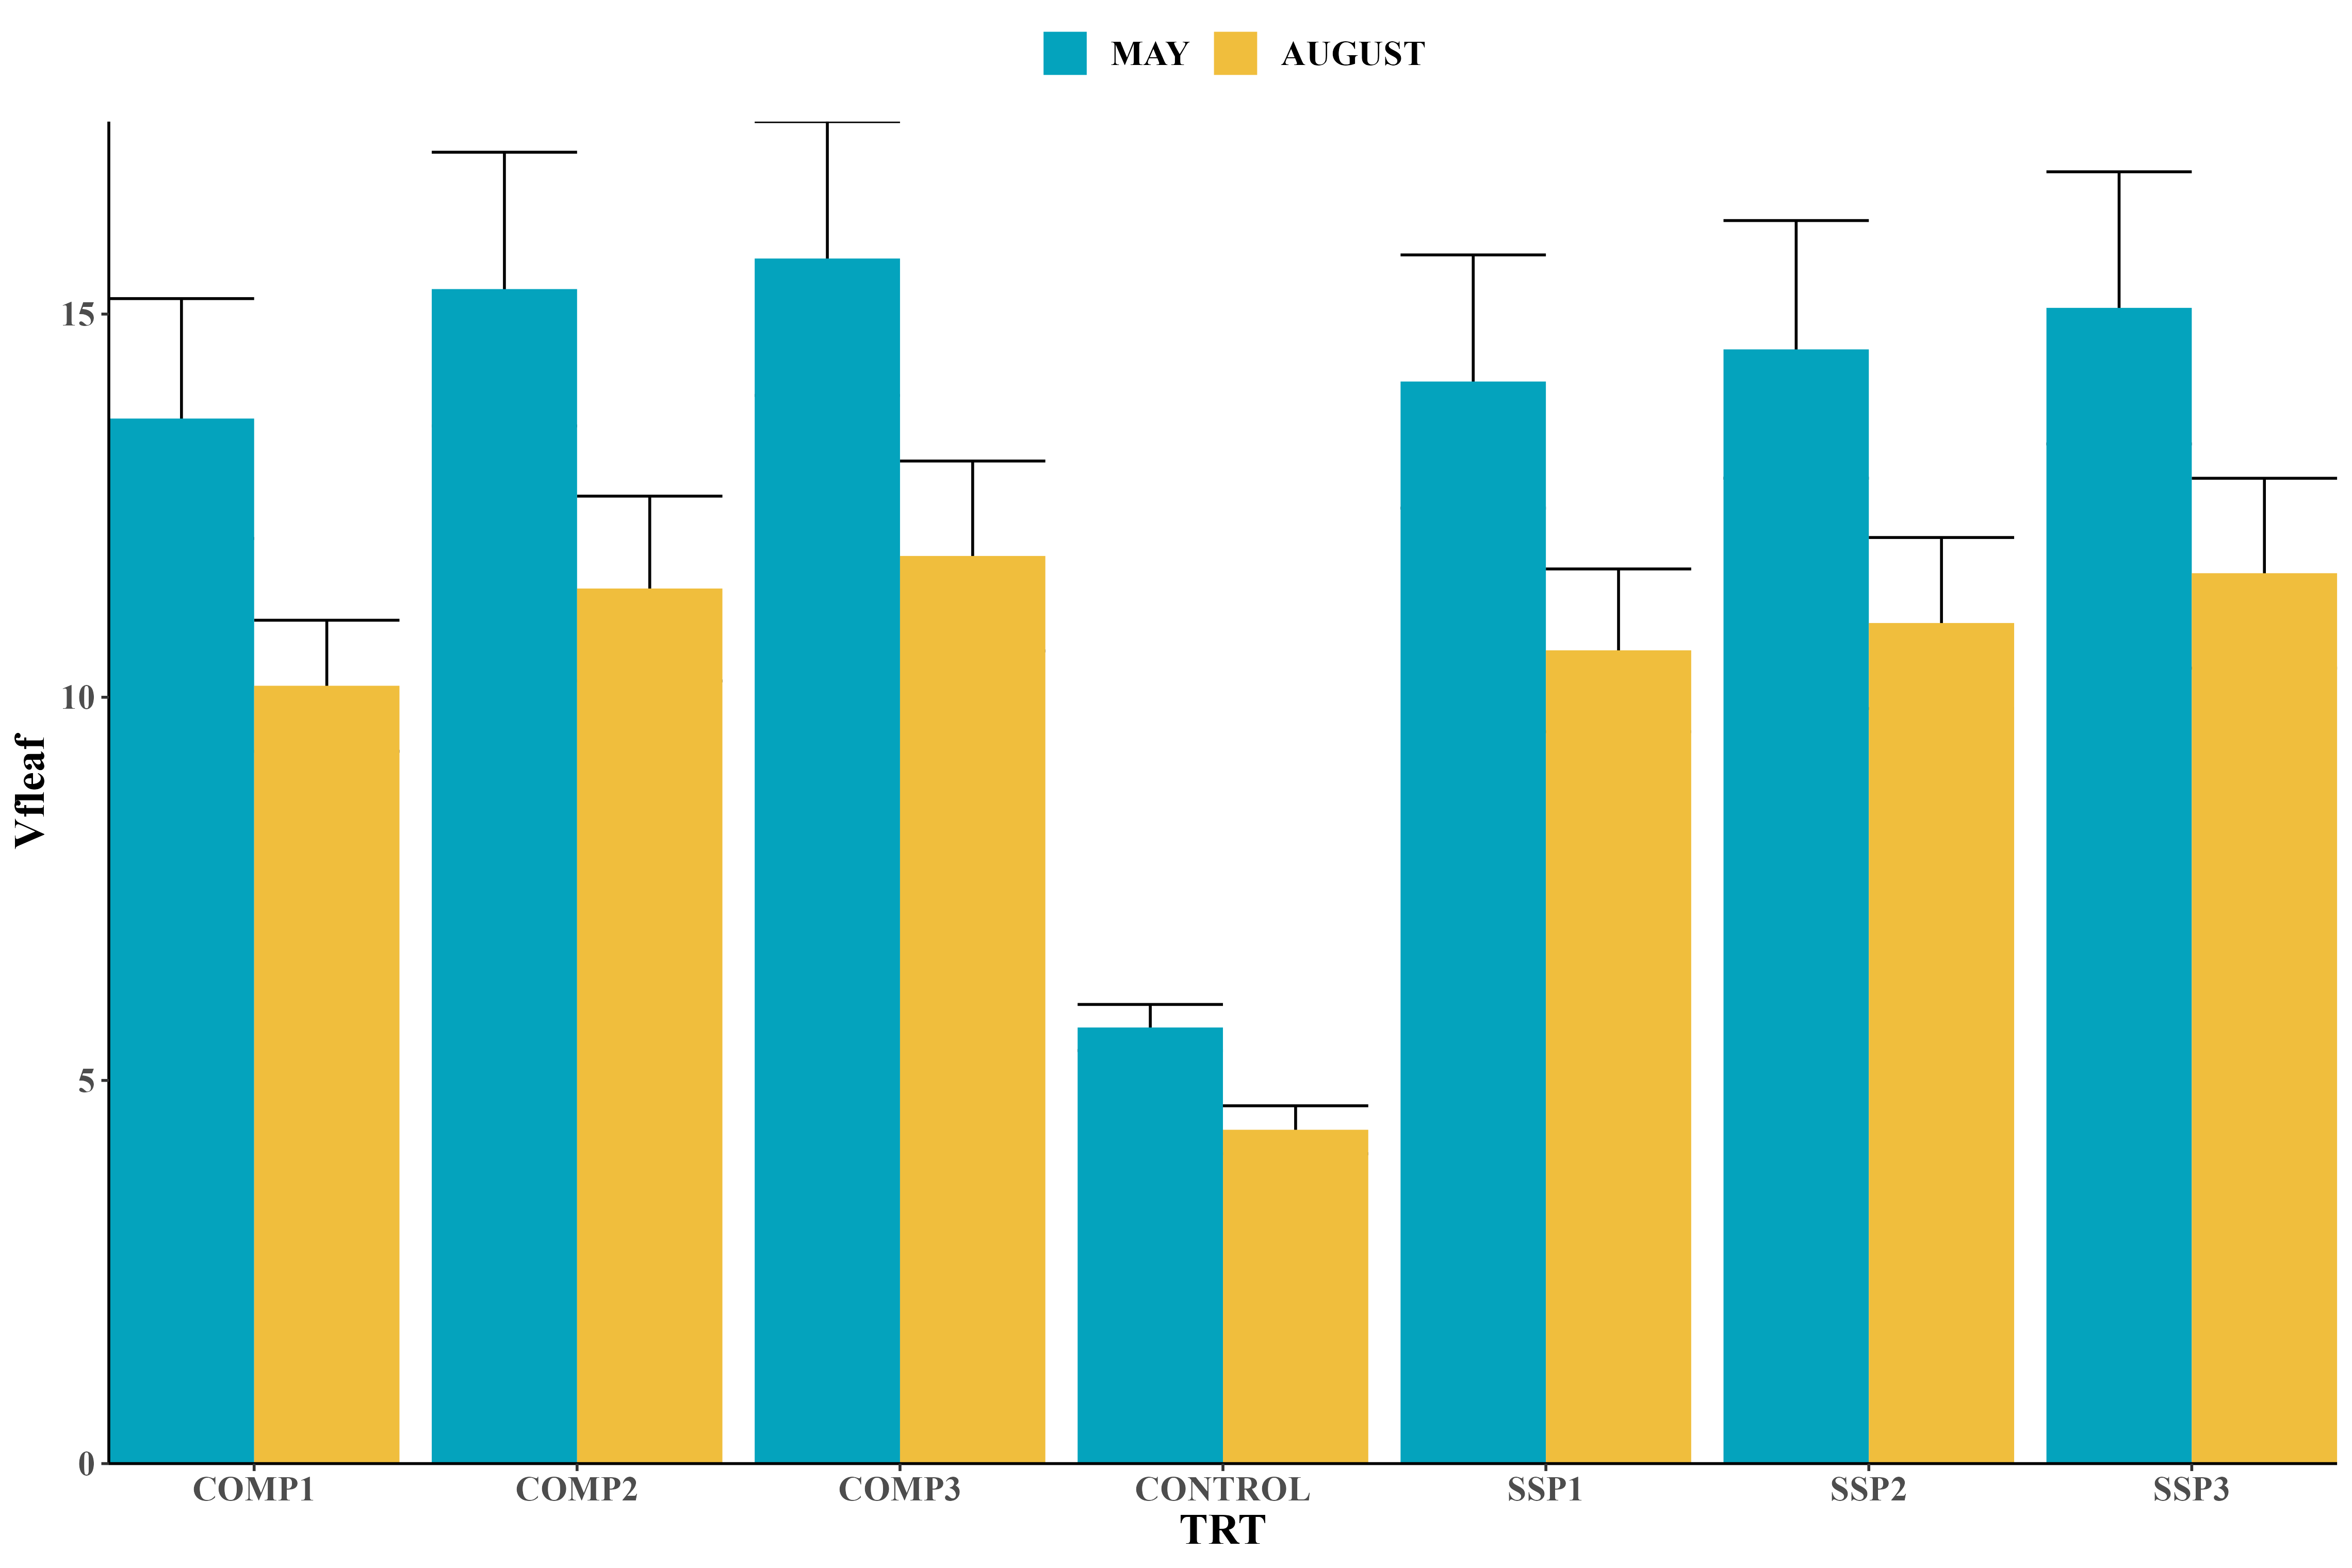 MAY AUGUST
15
10
5
0
Vfleaf
COMP1 COMP2 COMP3 CONTROL SSP1 SSP2 SSP3
TRT